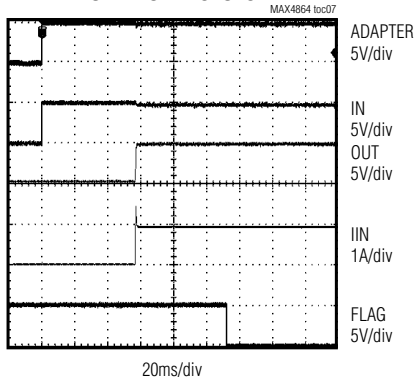 MAX4864 toc07
ADAPTER
5V/div
IN
5V/div
OUT
5V/div
IIN
1A/div
FLAG
5V/div
20ms/div